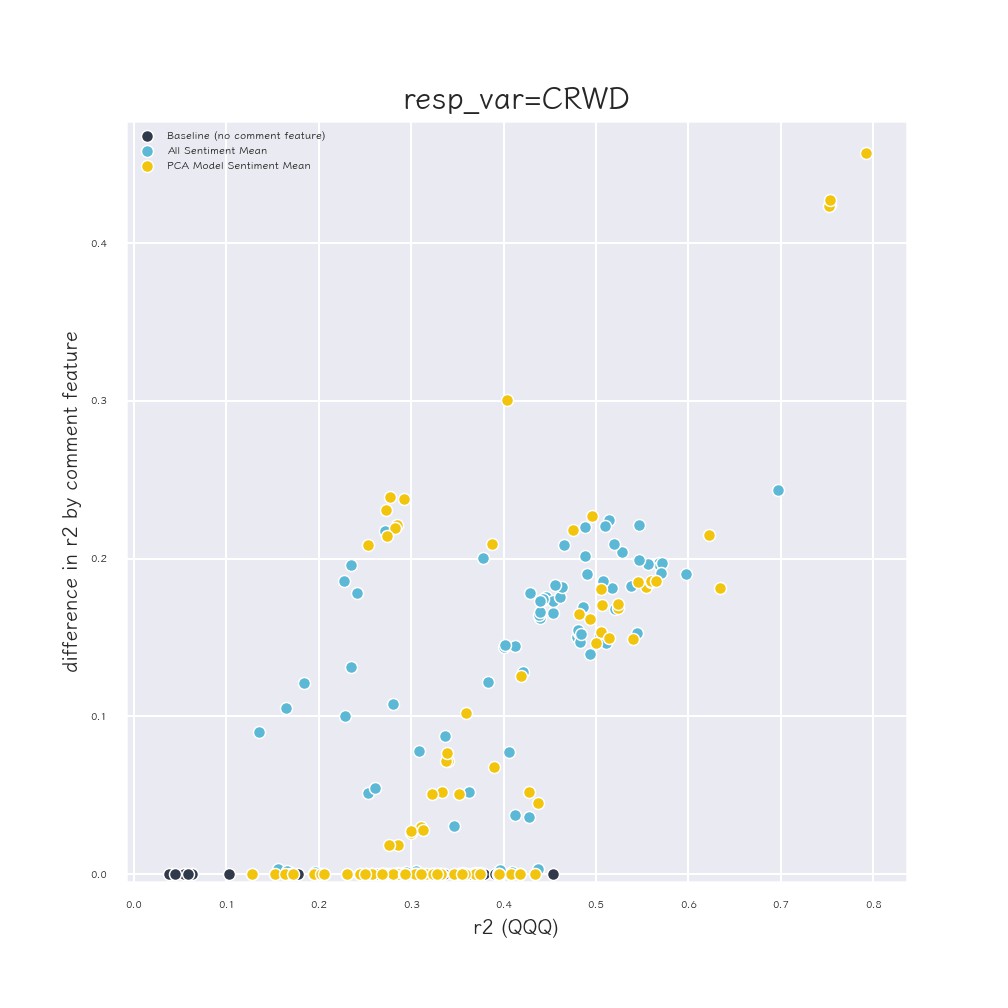 resp_var=CRWD
Baseline (no comment feature)
All Sentiment Mean
PCA Model Sentiment Mean
difference in r2 by comment feature
0.4
0.3
0.2
0.1
0.0
0.0 0.1 0.2 0.3 0.4 0.5 0.6 0.7 0.8
r2 (QQQ)